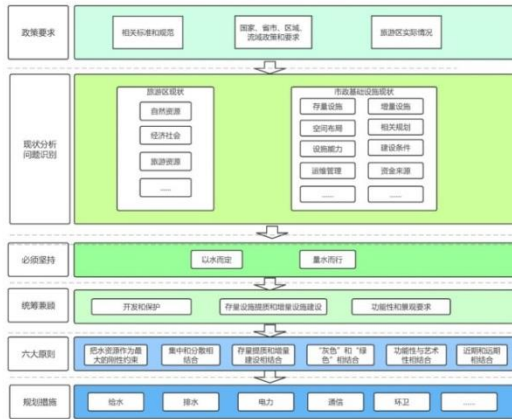 政策要求
相关标准和规范
国家、省市、区域、
流域政策和要求
旅游区实际情况
现状分析
问题识别
旅游区现状
自然资源
经济社会
旅游资源
......
市政基础设施现状
存量设施
增量设施
空间布局
相关规划
设施能力
建设条件
运维管理
资金来源
......
......
必须坚持
以水而定
量水而行
统筹兼顾
开发和保护
存量设施提质和增量设施建设
功能性和景观要求
六大原则
把水资源作为最
大的刚性约束
集中和分散相
结合
存量提质和增量
建设相结合
“灰色”和“绿
色”相结合
功能性与艺术
性相结合
近期和远期
相结合
规划措施
给水
排水
电力
通信
环卫
......